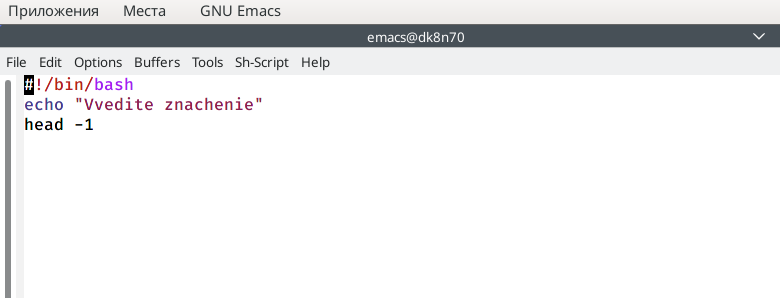 Приложения Места GNU Emacs
emacs@dk8n70
File Edit Options Buffers Tools Sh-Script Help
#!/bin/bash
echo "Vvedite znachenie"
head -1